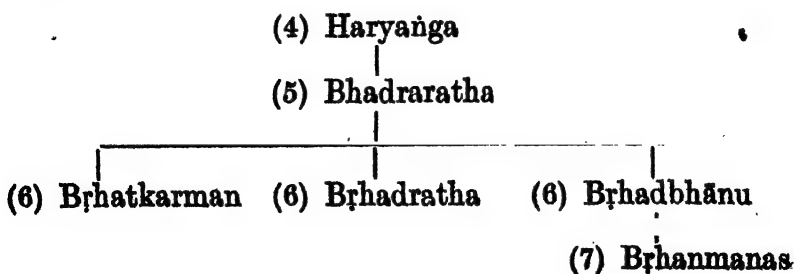 (4) Haryaṅga
(5) Bhadraratha
(6) Bṛhatkarman (6) Bṛhadratha (6) Bṛhadbhānu
(7) Bṛhanmanas